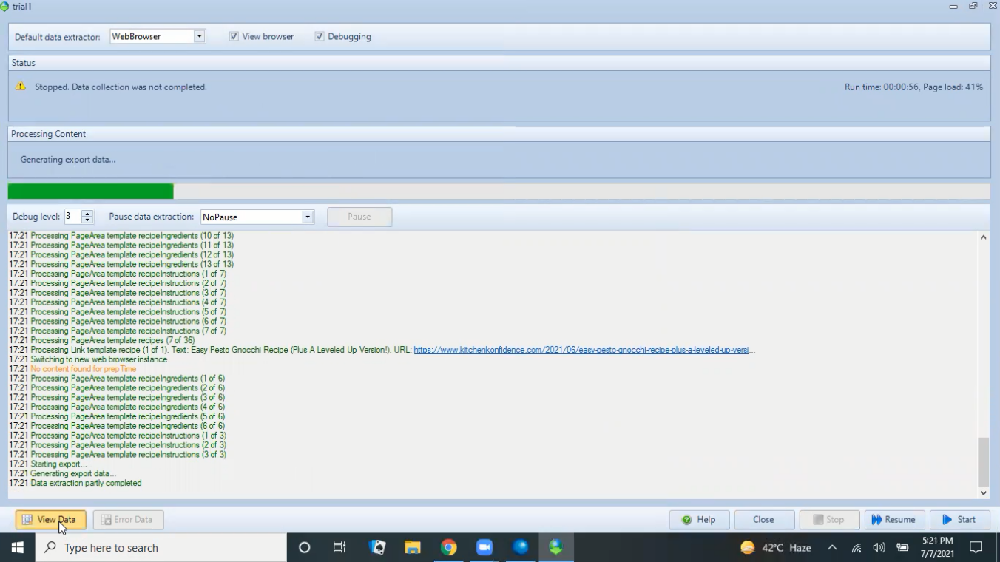 trial1
Default data extractor: WebBrowser View browser Debugging
Status
Stopped. Data collection was not completed. Run time: 00:00:56, Page load: 41%
Processing Content
Generating export data...
Debug level: 3 Pause data extraction: NoPause Pause
17:21 Processing PageArea template recipeIngredients (10 of 13)
17:21 Processing PageArea template recipeIngredients (11 of 13)
17:21 Processing PageArea template recipeIngredients (12 of 13)
17:21 Processing PageArea template recipeIngredients (13 of 13)
17:21 Processing PageArea template recipeInstructions (1 of 7)
17:21 Processing PageArea template recipeInstructions (2 of 7)
17:21 Processing PageArea template recipeInstructions (3 of 7)
17:21 Processing PageArea template recipeInstructions (4 of 7)
17:21 Processing PageArea template recipeInstructions (5 of 7)
17:21 Processing PageArea template recipeInstructions (6 of 7)
17:21 Processing PageArea template recipeInstructions (7 of 7)
17:21 Processing PageArea template recipes (7 of 36)
17:21 Processing Link template recipe (1 of 1). Text: Easy Pesto Gnocchi Recipe (Plus A Leveled Up Version!). URL: https://www.kitchenkonfidence.com/2021/06/easy-pesto-gnocchi-recipe-plus-a-leveled-up-versi...
17:21 Switching to new web browser instance.
17:21 No content found for prepTime
17:21 Processing PageArea template recipeIngredients (1 of 6)
17:21 Processing PageArea template recipeIngredients (2 of 6)
17:21 Processing PageArea template recipeIngredients (3 of 6)
17:21 Processing PageArea template recipeIngredients (4 of 6)
17:21 Processing PageArea template recipeIngredients (5 of 6)
17:21 Processing PageArea template recipeIngredients (6 of 6)
17:21 Processing PageArea template recipeInstructions (1 of 3)
17:21 Processing PageArea template recipeInstructions (2 of 3)
17:21 Processing PageArea template recipeInstructions (3 of 3)
17:21 Starting export...
17:21 Generating export data...
17:21 Data extraction partly completed
View Data Error Data Help Close Stop Resume Start
Type here to search 42°C Haze 5:21 PM
7/7/2021